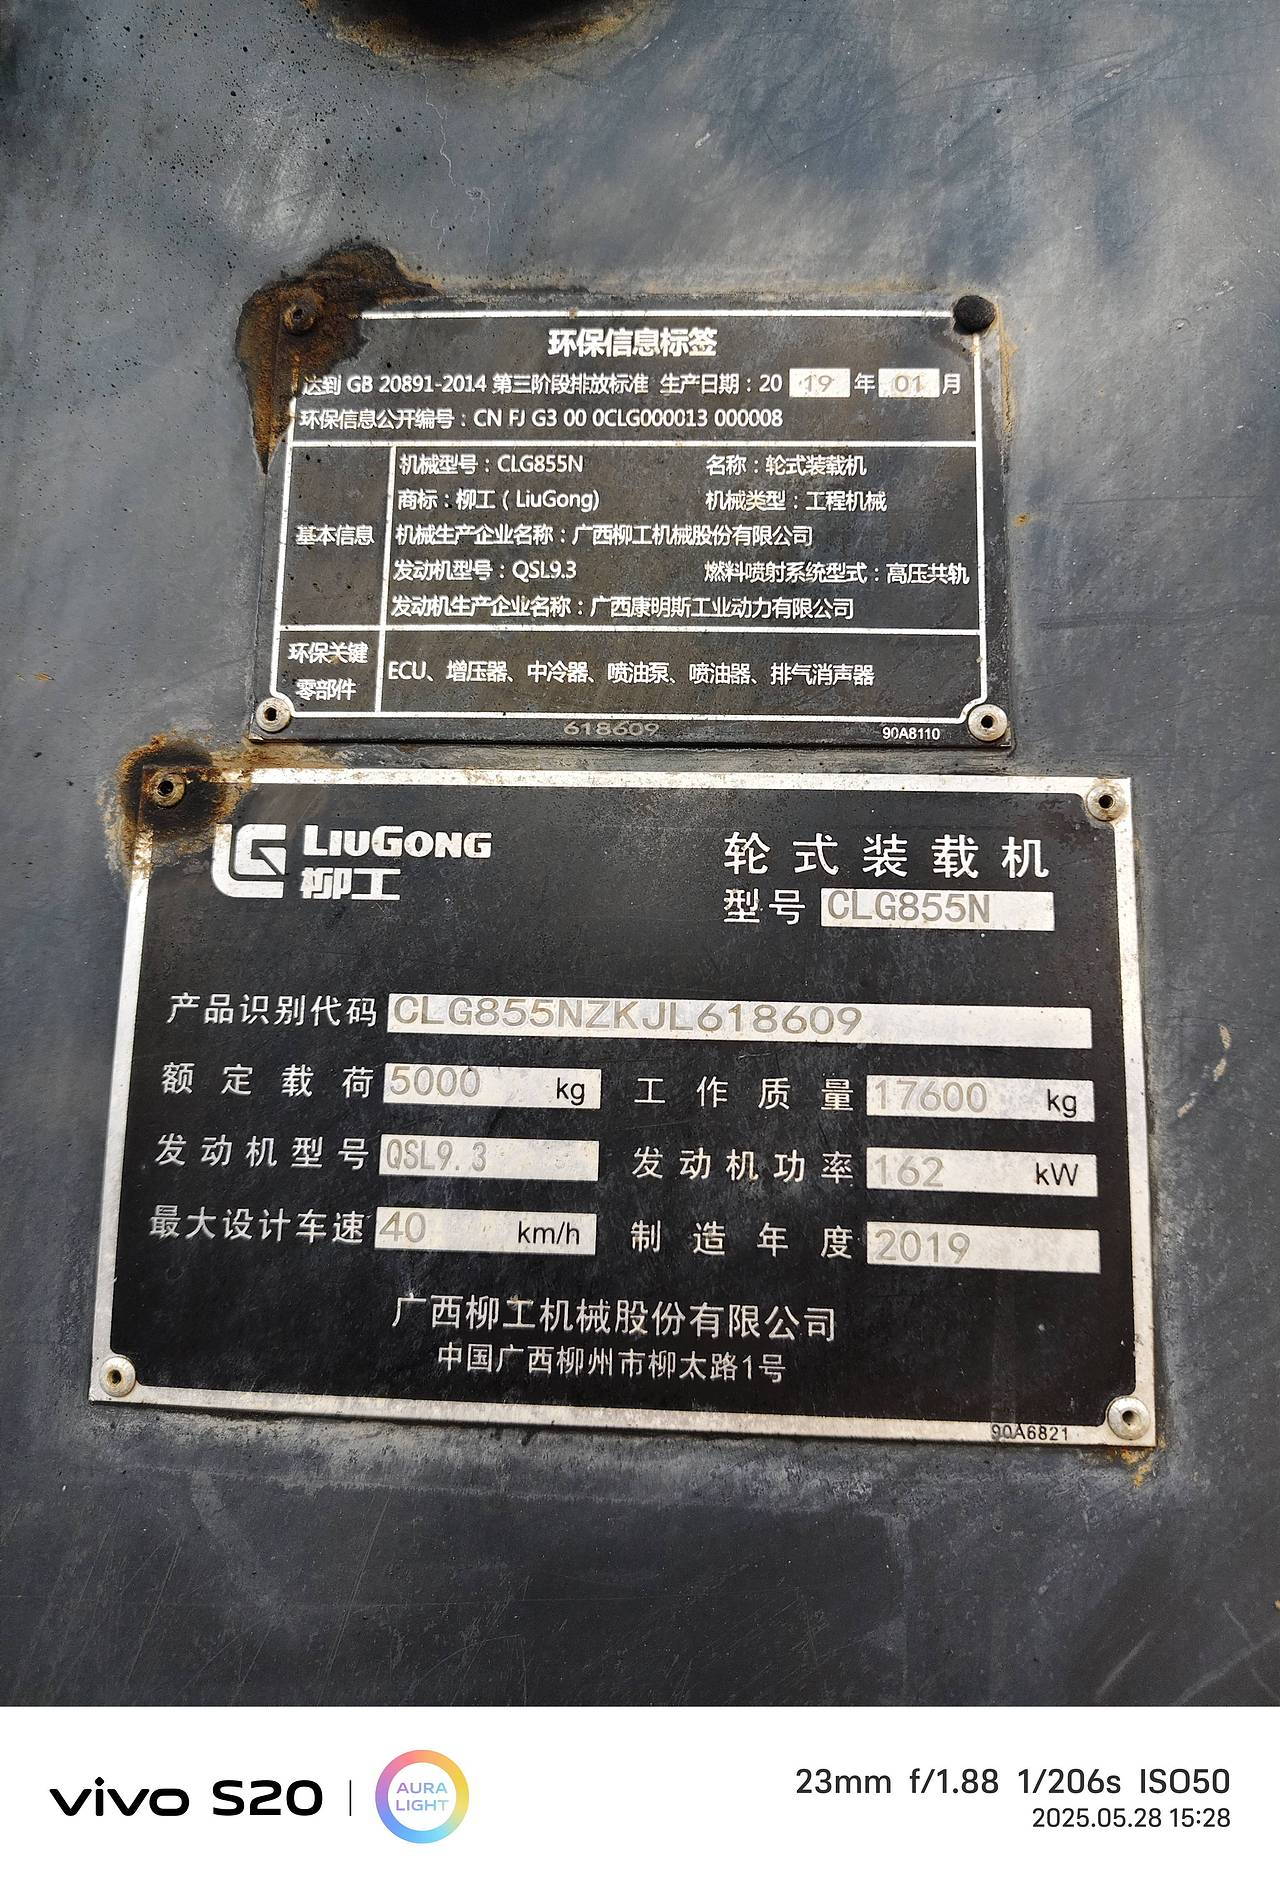 环保信息标签
达到 GB 20891-2014 第三阶段排放标准 生产日期：20 19 年 01 月
环保信息公开编号：CN FJ G3 00 0CLG000013 000008
基本信息
机械型号：CLG855N 名称：轮式装载机
商标：柳工（LiuGong) 机械类型：工程机械
机械生产企业名称：广西柳工机械股份有限公司
发动机型号：QSL9.3 燃料喷射系统型式：高压共轨
发动机生产企业名称：广西康明斯工业动力有限公司
环保关键
零部件
ECU、增压器、中冷器、喷油泵、喷油器、排气消声器
618609 90A8110
LIUGONG
柳工
轮式装载机
型号 CLG855N
产品识别代码 CLG855NZKJL618609
额定载荷 5000 kg 工作质量 17600 kg
发动机型号 QSL9.3 发动机功率 162 kW
最大设计车速 40 km/h 制造年度 2019
广西柳工机械股份有限公司
中国广西柳州市柳太路1号
90A6821
vivo S20 AURA LIGHT
23mm f/1.88 1/206s ISO50
2025.05.28 15:28